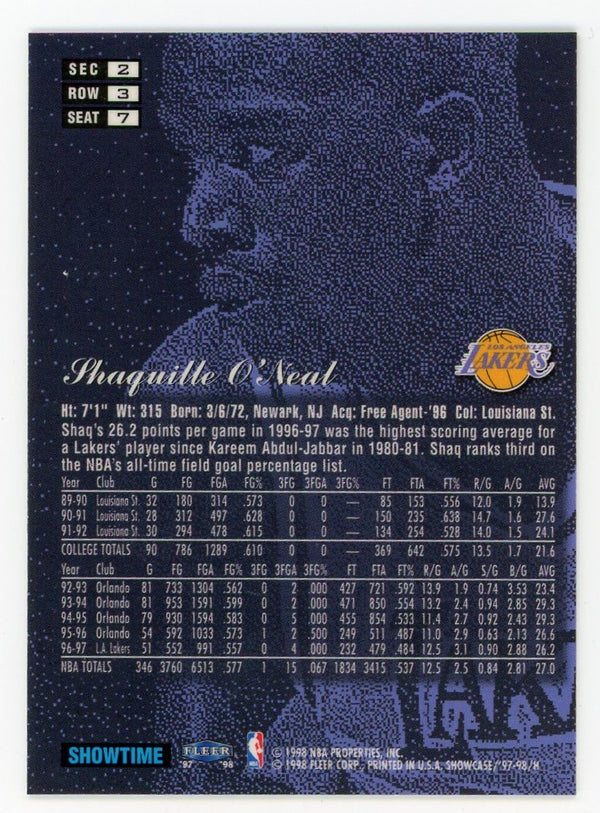 SEC 2
ROW 3
SEAT 7
Shaquille O'Neal
LOS ANGELES
LAKERS
Ht: 7'1" Wt: 315 Born: 3/6/72, Newark, NJ Acq: Free Agent-'96 Col: Louisiana St.
Shaq's 26.2 points per game in 1996-97 was the highest scoring average for
a Lakers' player since Kareem Abdul-Jabbar in 1980-81. Shaq ranks third on
the NBA's all-time field goal percentage list.
Year Club G FG FGA FG% 3FG 3FGA 3FG% FT FTA FT% R/G A/G AVG
89-90 Louisiana St. 32 180 314 .573 0 0 — 85 153 .556 12.0 1.9 13.9
90-91 Louisiana St. 28 312 497 .628 0 0 — 150 235 .638 14.7 1.6 27.6
91-92 Louisiana St. 30 294 478 .615 0 0 — 134 254 .528 14.0 1.5 24.1
COLLEGE TOTALS 90 786 1289 .610 0 0 — 369 642 .575 13.5 1.7 21.6
Year Club G FG FGA FG% 3FG 3FGA 3FG% FT FTA FT% R/G A/G S/G B/G AVG
92-93 Orlando 81 733 1304 .562 0 2 .000 427 721 .592 13.9 1.9 0.74 3.53 23.4
93-94 Orlando 81 953 1591 .599 0 2 .000 471 850 .554 13.2 2.4 0.94 2.85 29.3
94-95 Orlando 79 930 1594 .583 0 5 .000 455 854 .533 11.4 2.7 0.92 2.43 29.3
95-96 Orlando 54 592 1033 .573 1 2 .500 249 511 .487 11.0 2.9 0.63 2.13 26.6
96-97 L.A. Lakers 51 552 991 .557 0 4 .000 232 479 .484 12.5 3.1 0.90 2.88 26.2
NBA TOTALS 346 3760 6513 .577 1 15 .067 1834 3415 .537 12.5 2.5 0.84 2.81 27.0
SHOWTIME
FLEER
'97 '98
NBA
© 1998 NBA PROPERTIES, INC.
© 1998 FLEER CORP., PRINTED IN U.S.A. SHOWCASE/'97-98/H